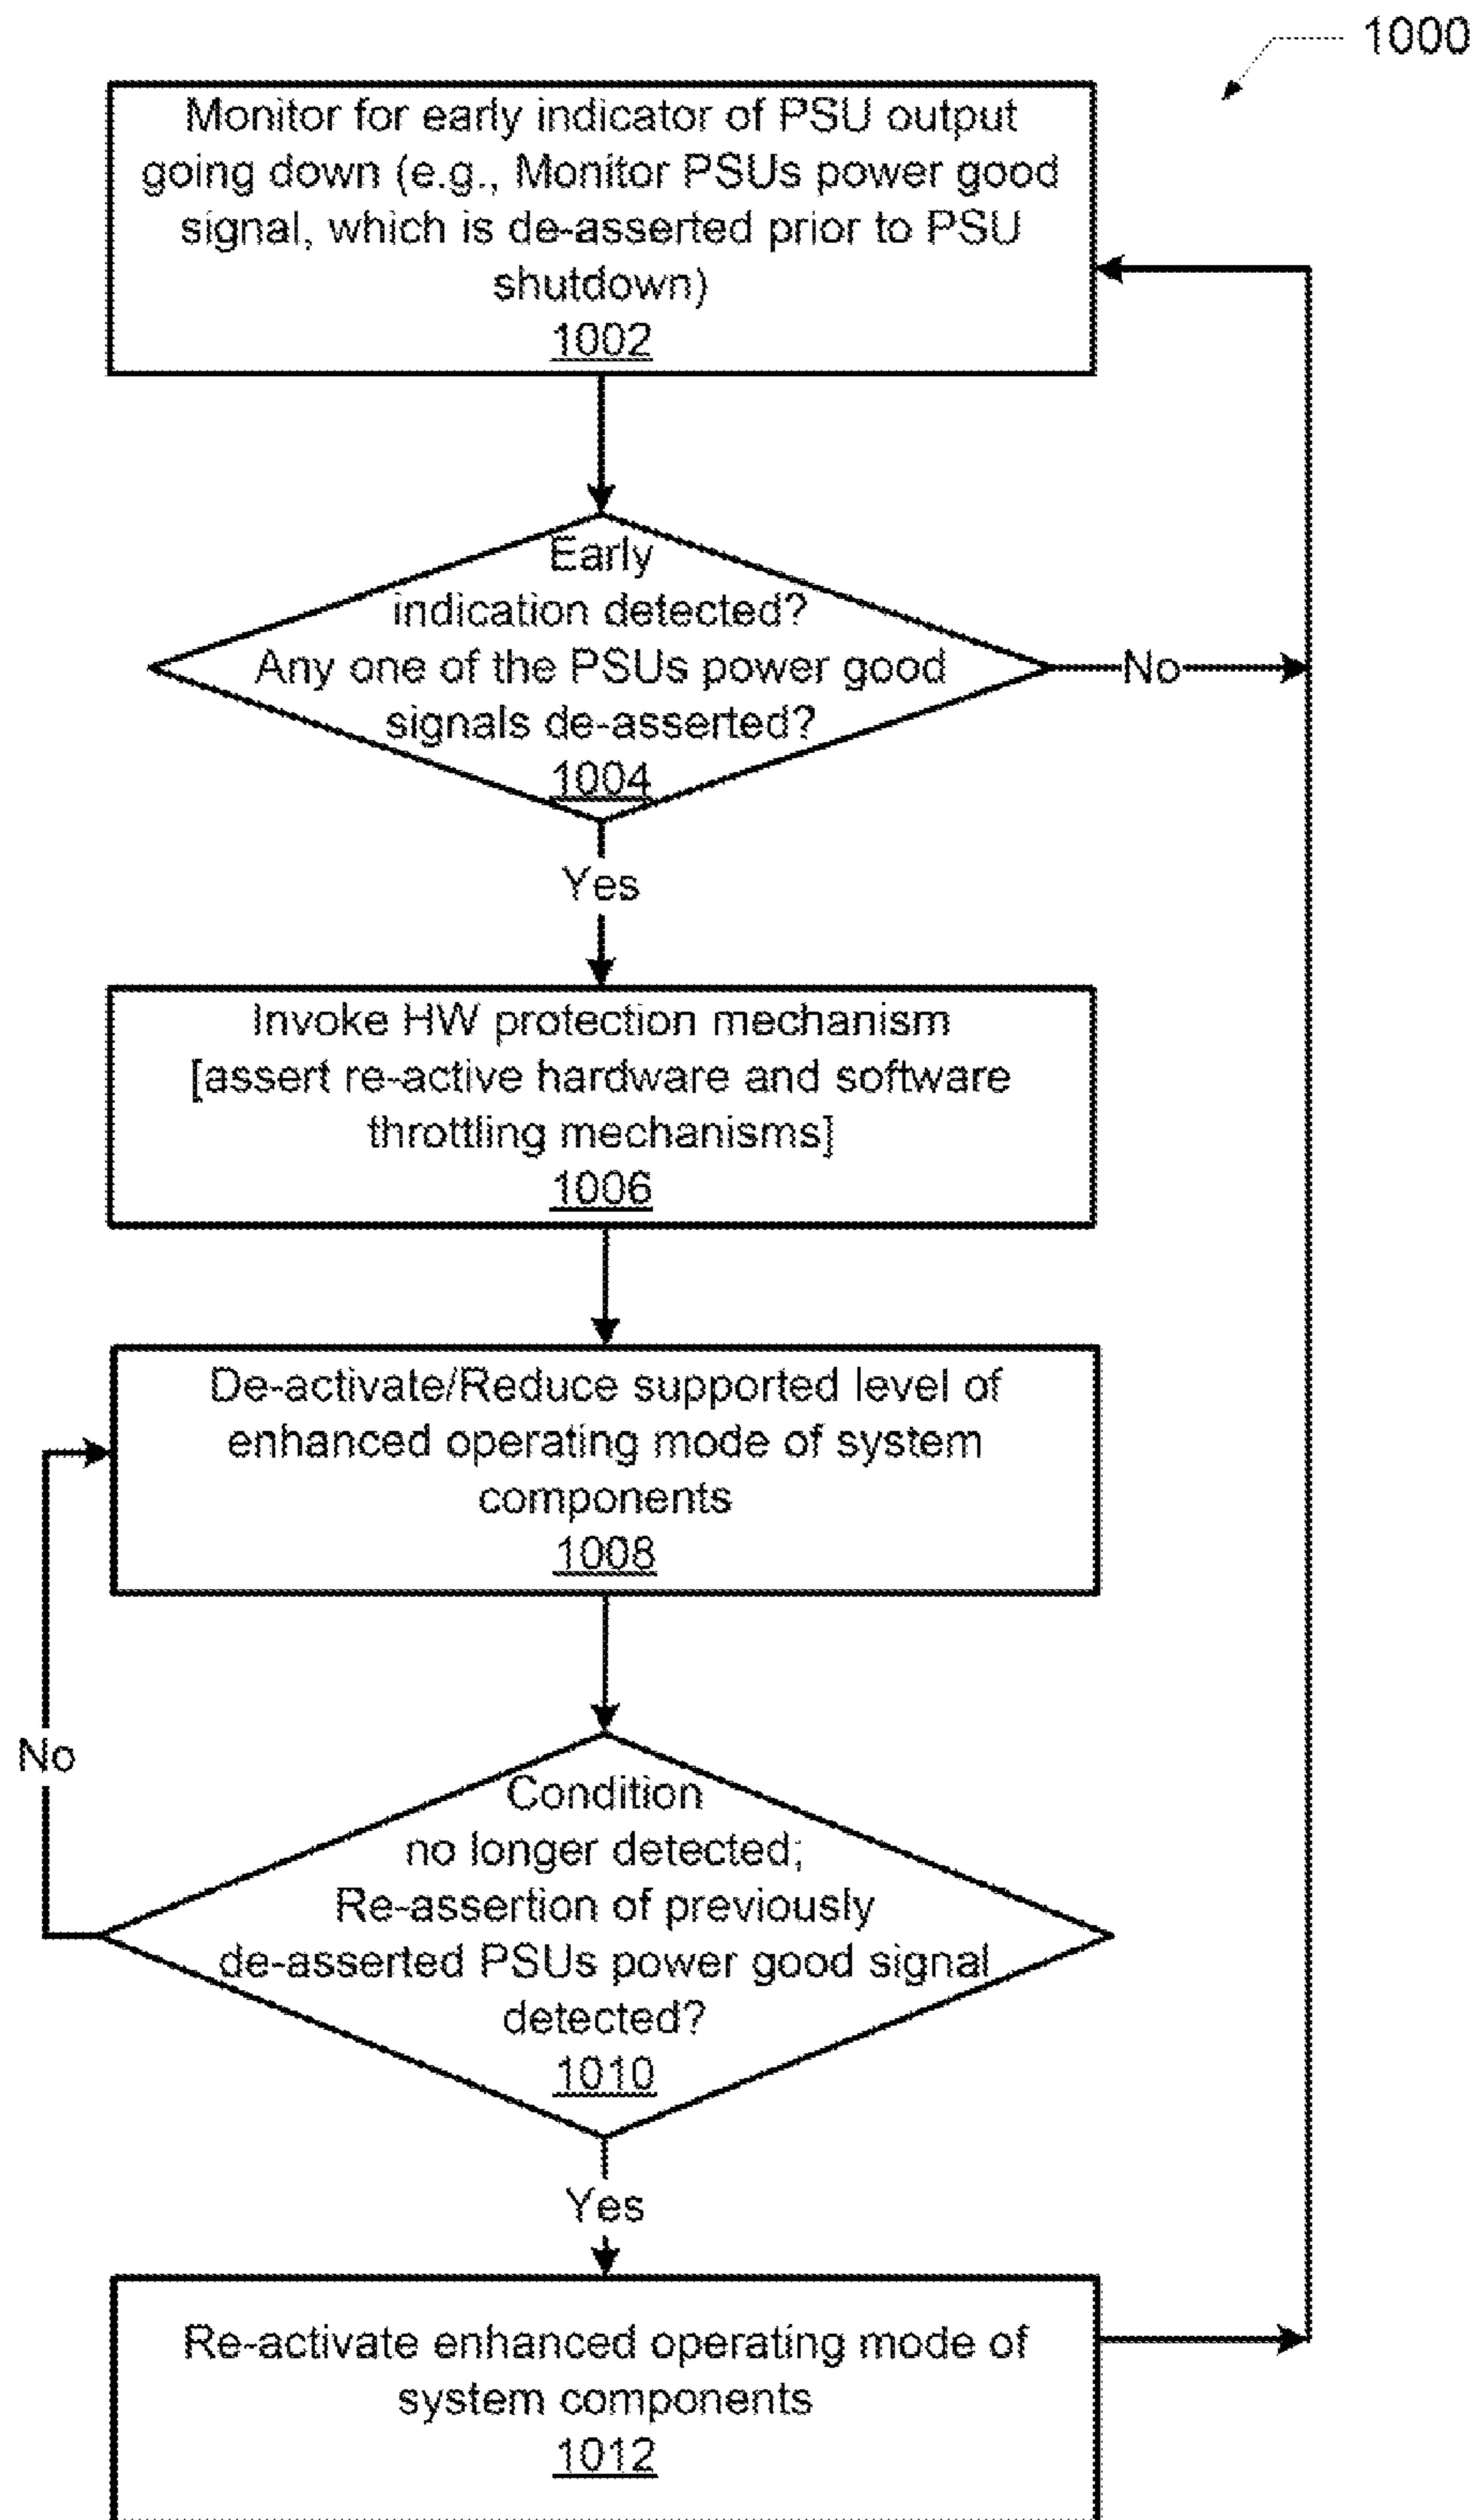 1000
Monitor for early indicator of PSU output
going down (e.g., Monitor PSUs power good
signal, which is de-asserted prior to PSU
shutdown)
1002
Early
indication detected?
Any one of the PSUs power good
signals de-asserted?
1004
No
Yes
Invoke HW protection mechanism
[assert re-active hardware and software
throttling mechanisms]
1006
De-activate/Reduce supported level of
enhanced operating mode of system
components
1008
No
Condition
no longer detected;
Re-assertion of previously
de-asserted PSUs power good signal
detected?
1010
Yes
Re-activate enhanced operating mode of
system components
1012